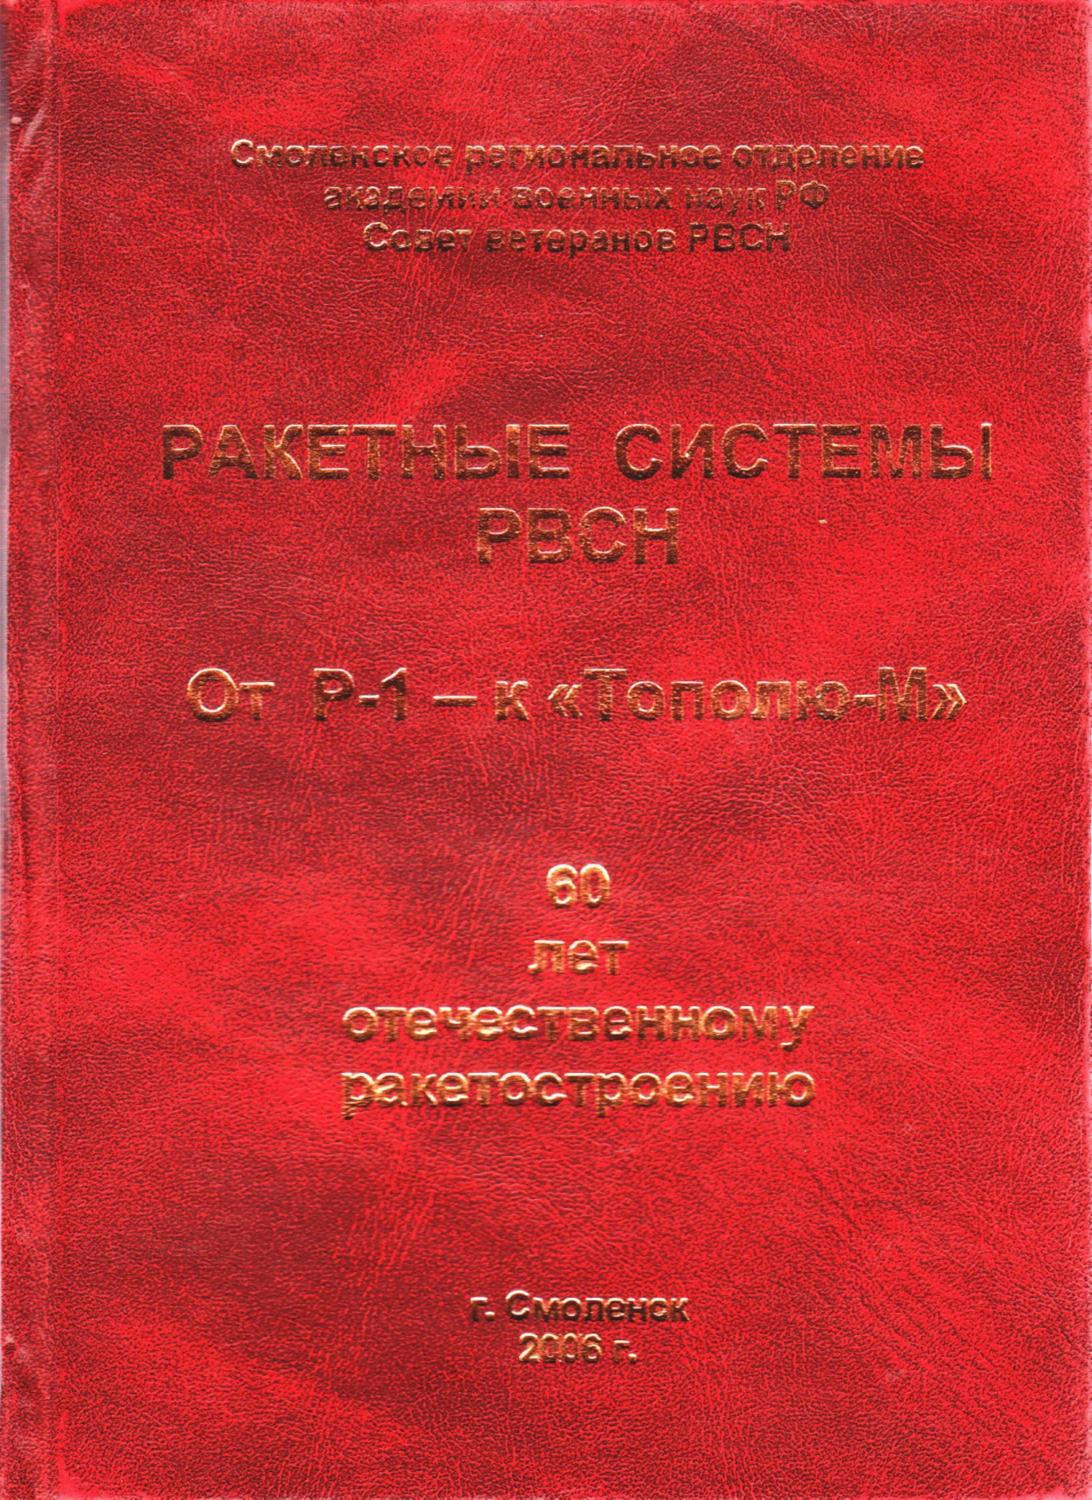 Смоленское региональное отделение
академии военных наук РФ
Совет ветеранов РВСН
РАКЕТНЫЕ СИСТЕМЫ
РВСН
От Р-1 – к «Тополю-М»
60
лет
отечественному
ракетостроению
г. Смоленск
2006 г.